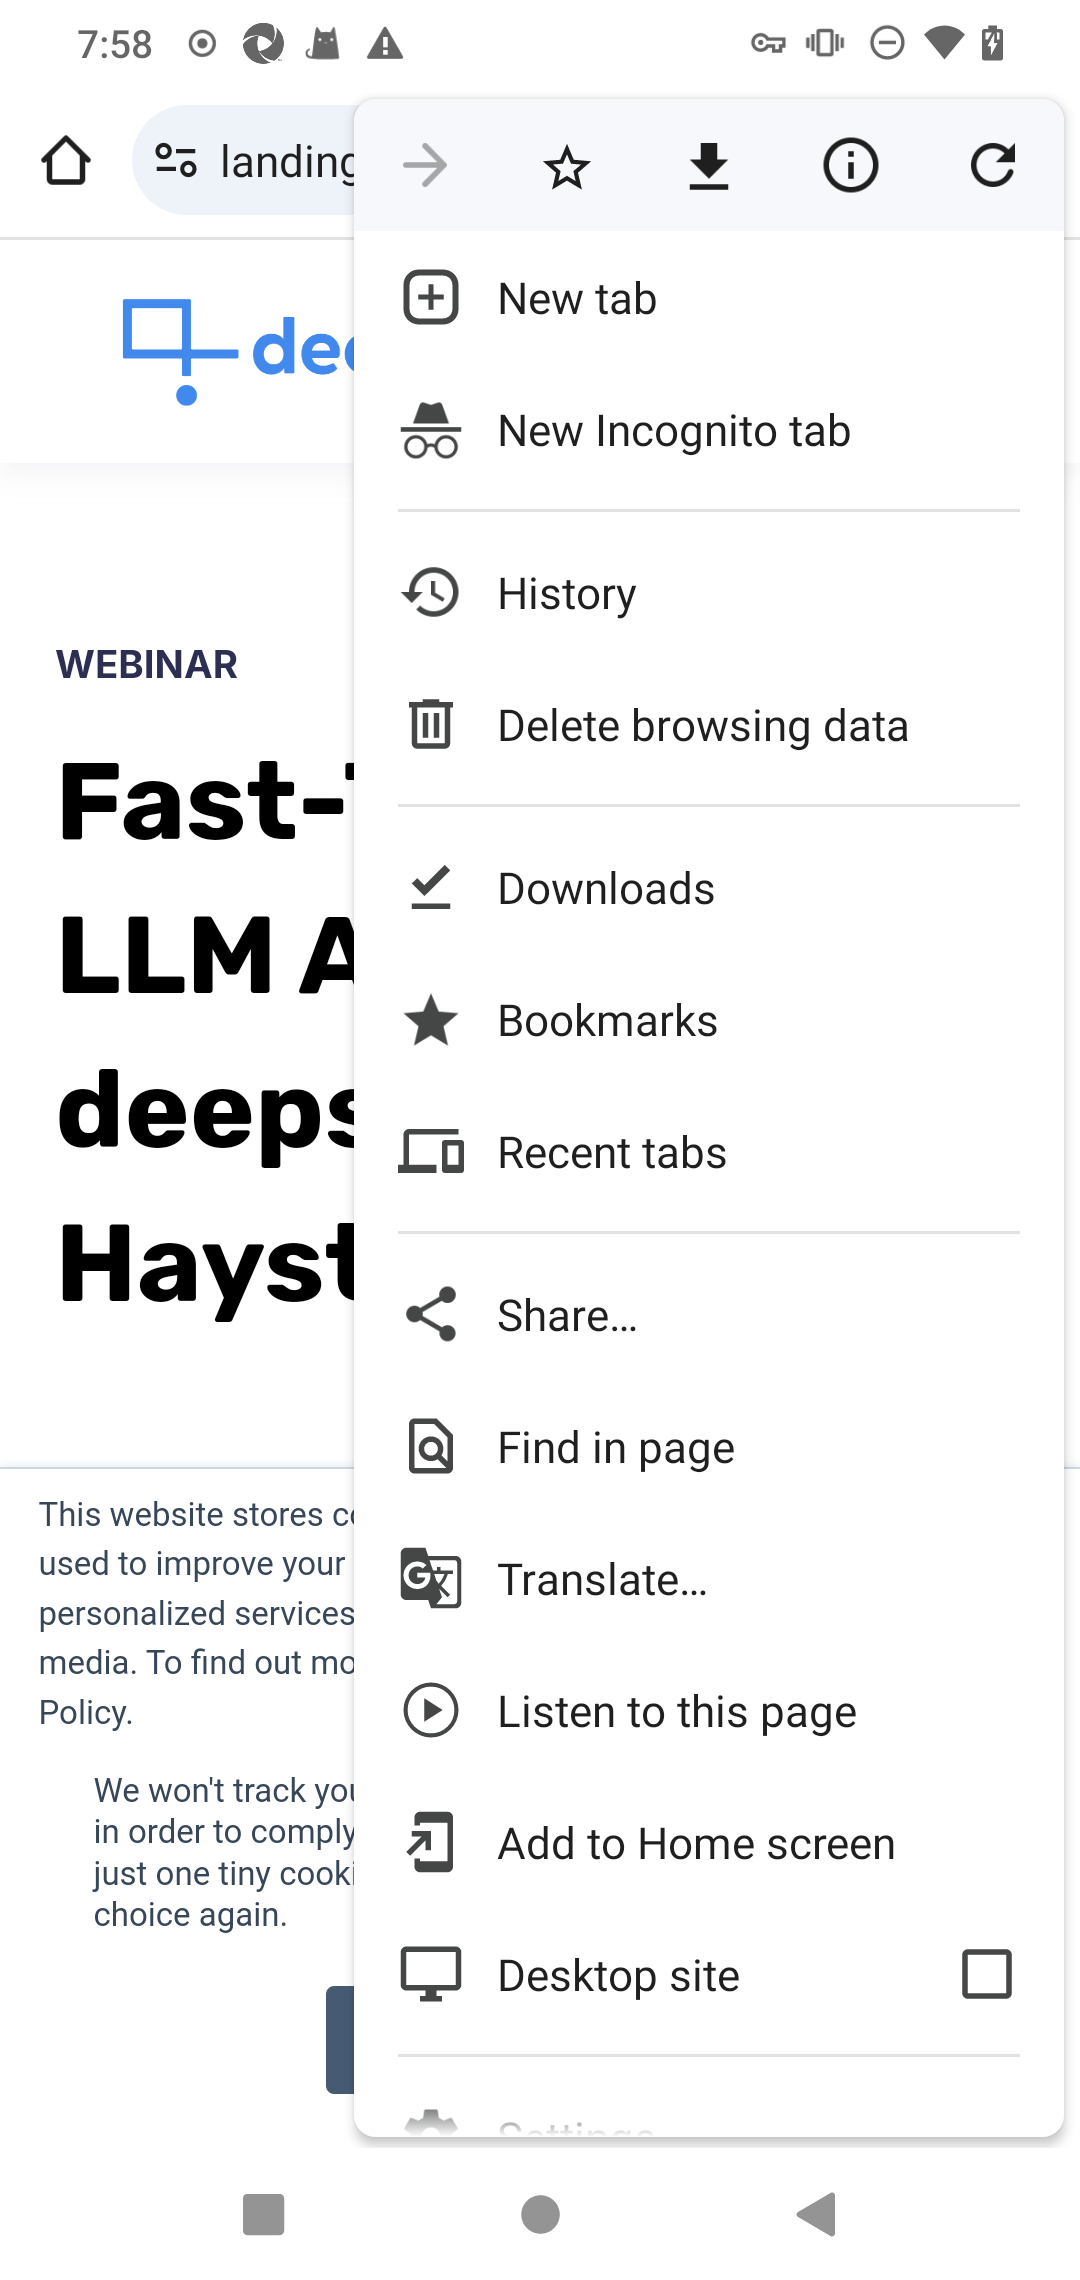 7:58
landing
New tab
New Incognito tab
History
Delete browsing data
Downloads
Bookmarks
Recent tabs
Share...
Find in page
Translate...
Listen to this page
Add to Home screen
Desktop site
Settings
dee
WEBINAR
Fast-
LLM A
deeps
Hayst
This website stores co
used to improve your
personalized services
media. To find out mo
Policy.
We won't track you
in order to comply
just one tiny cooki
choice again.